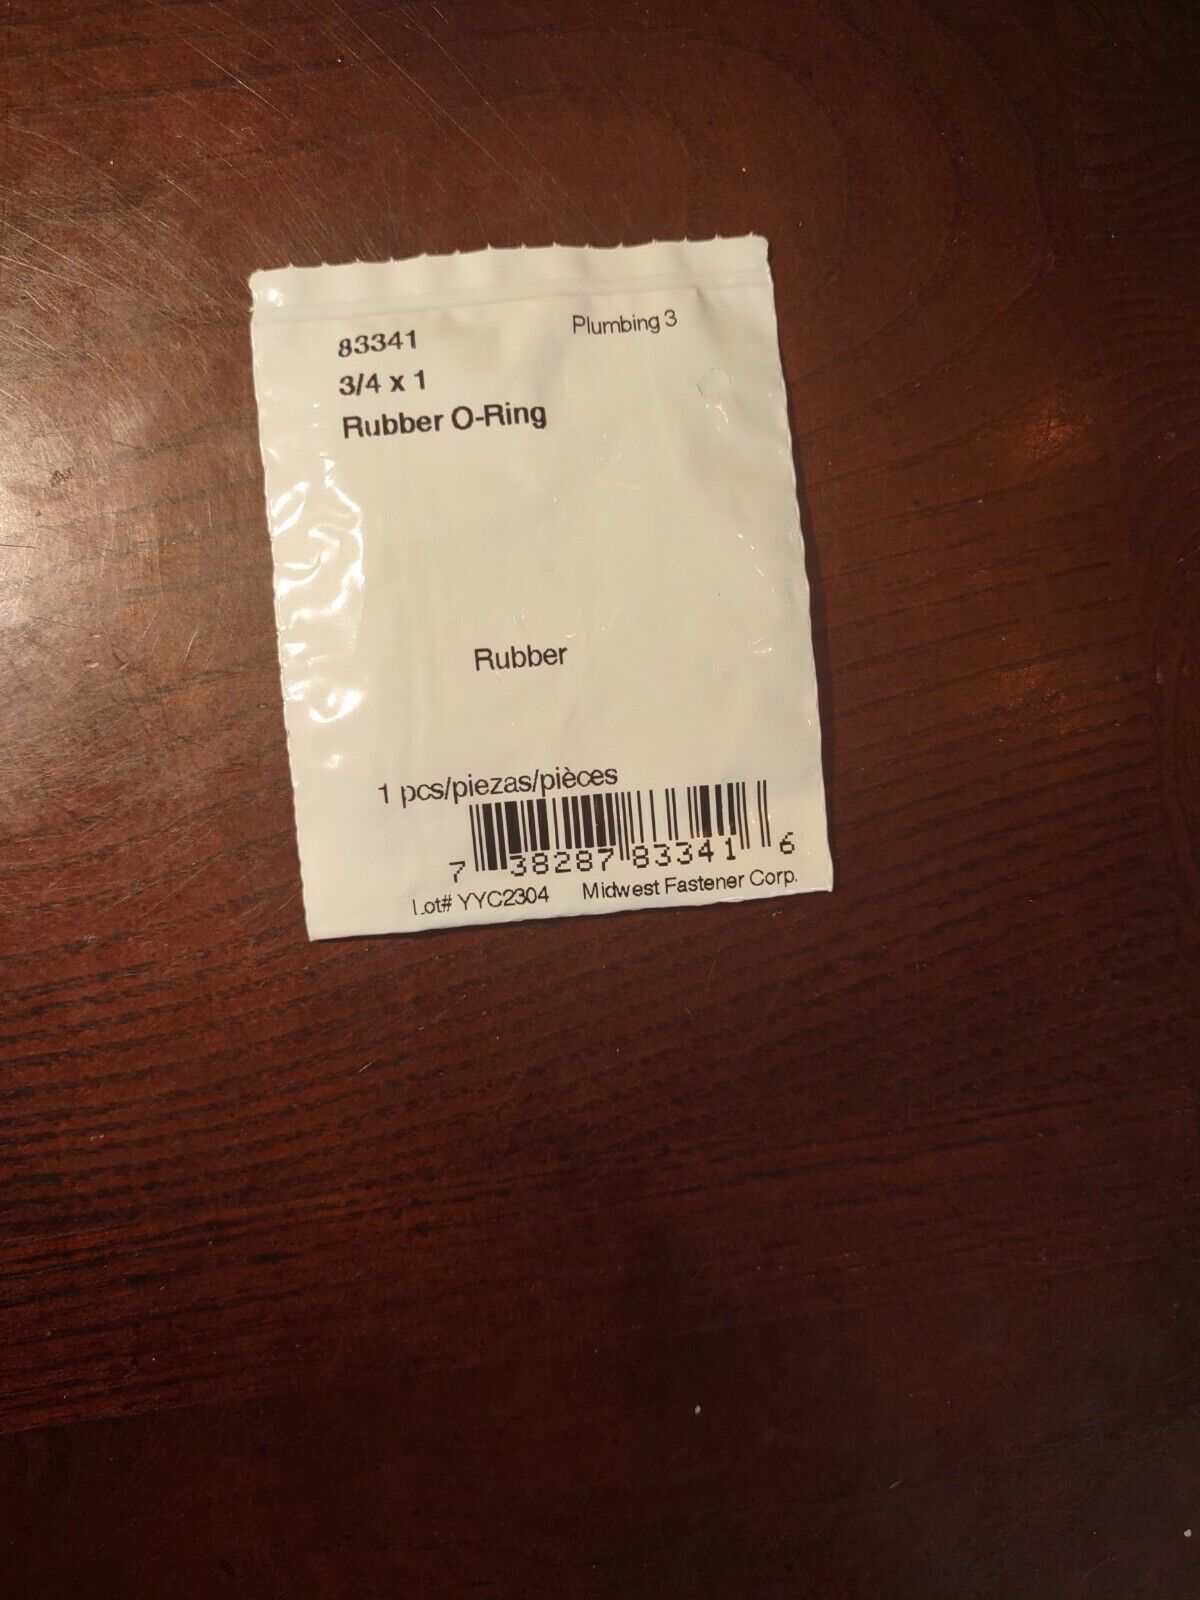 83341
Plumbing 3
3/4 x 1
Rubber O-Ring
Rubber
1 pcs/piezas/pièces
7 38287 83341 6
Lot# YYC2304 Midwest Fastener Corp.